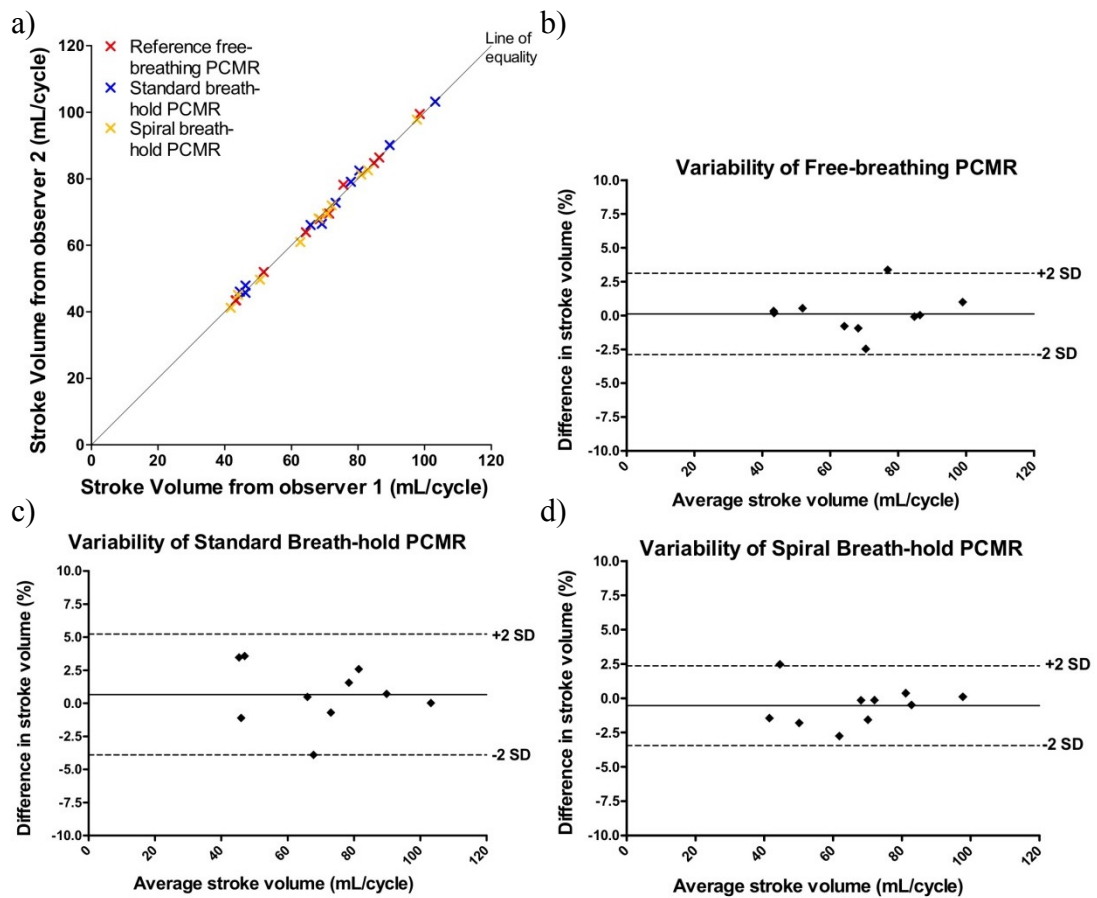 a)
Stroke Volume from observer 2 (mL/cycle)
120
100
80
60
40
20
0
Reference free-
breathing PCMR
Standard breath-
hold PCMR
Spiral breath-
hold PCMR
Line of
equality
0 20 40 60 80 100 120
Stroke Volume from observer 1 (mL/cycle)
b)
Variability of Free-breathing PCMR
Difference in stroke volume (%)
10.0
7.5
5.0
2.5
0.0
-2.5
-5.0
-7.5
-10.0
+2 SD
-2 SD
0 20 40 60 80 100 120
Average stroke volume (mL/cycle)
c)
Variability of Standard Breath-hold PCMR
Difference in stroke volume (%)
10.0
7.5
5.0
2.5
0.0
-2.5
-5.0
-7.5
-10.0
+2 SD
-2 SD
0 20 40 60 80 100 120
Average stroke volume (mL/cycle)
d)
Variability of Spiral Breath-hold PCMR
Difference in stroke volume (%)
10.0
7.5
5.0
2.5
0.0
-2.5
-5.0
-7.5
-10.0
+2 SD
-2 SD
0 20 40 60 80 100 120
Average stroke volume (mL/cycle)